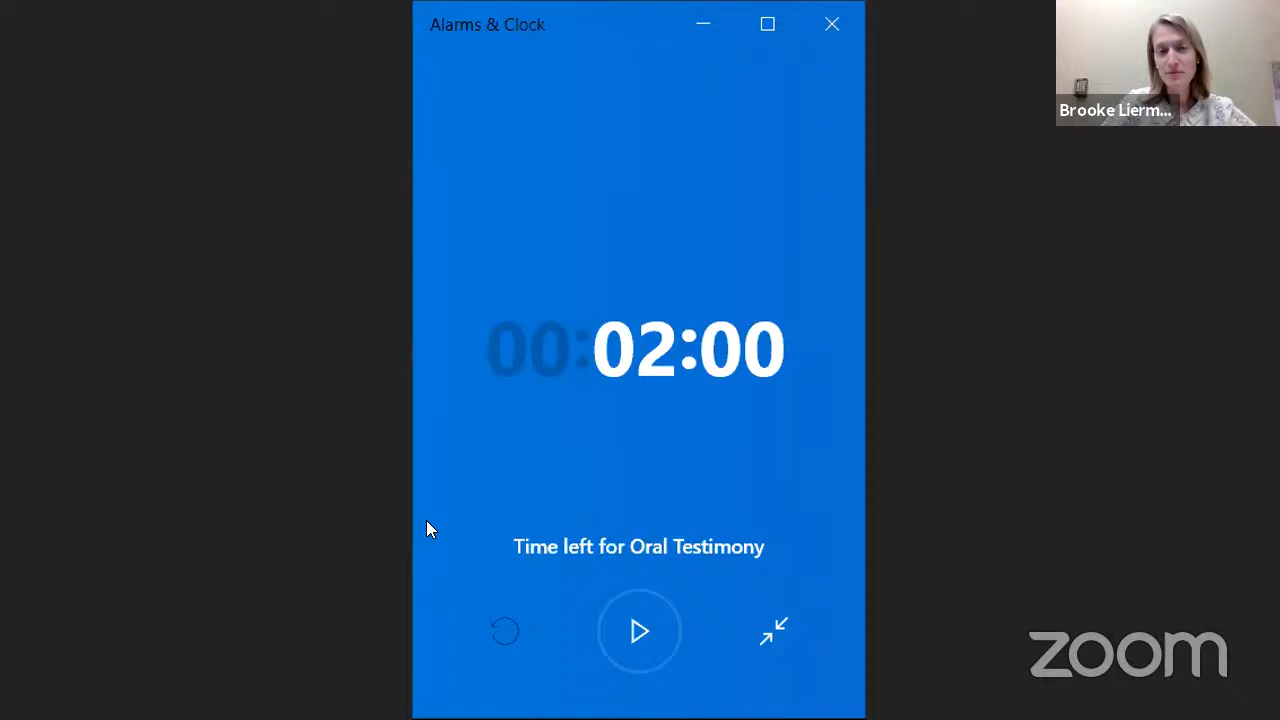 Alarms & Clock
Brooke Lierm...
00:02:00
Time left for Oral Testimony
zoom